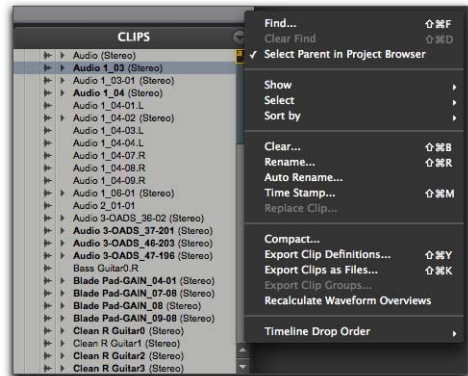 CLIPS
Audio (Stereo)
Audio 1_03 (Stereo)
Audio 1_03-01 (Stereo)
Audio 1_04 (Stereo)
Audio 1_04-01.L
Audio 1_04-02 (Stereo)
Audio 1_04-03.L
Audio 1_04-04.L
Audio 1_04-07.R
Audio 1_04-08.R
Audio 1_04-09.R
Audio 1_06-01 (Stereo)
Audio 2_01-01
Audio 3-OADS_36-02 (Stereo)
Audio 3-OADS_37-201 (Stereo)
Audio 3-OADS_46-203 (Stereo)
Audio 3-OADS_47-196 (Stereo)
Bass Guitar0.R
Blade Pad-GAIN_04-01 (Stereo)
Blade Pad-GAIN_07-08 (Stereo)
Blade Pad-GAIN_08 (Stereo)
Blade Pad-GAIN_09-08 (Stereo)
Clean R Guitar0 (Stereo)
Clean R Guitar1 (Stereo)
Clean R Guitar2 (Stereo)
Clean R Guitar3 (Stereo)
Find... ⇧⌘F
Clear Find ⇧⌘D
✓ Select Parent in Project Browser
Show
Select
Sort by
Clear... ⇧⌘B
Rename... ⇧⌘R
Auto Rename...
Time Stamp... ⇧⌘M
Replace Clip...
Compact...
Export Clip Definitions... ⇧⌘Y
Export Clips as Files... ⇧⌘K
Export Clip Groups...
Recalculate Waveform Overviews
Timeline Drop Order